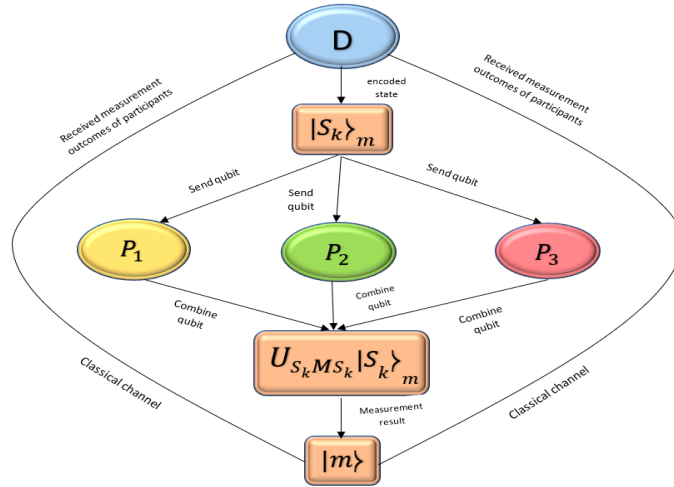 D
Received measurement
outcomes of participants
Received measurement
outcomes of participants
encoded
state
|S_k⟩_m
Send qubit
Send
qubit
Send qubit
P_1
P_2
P_3
Combine
qubit
Combine
qubit
Combine
qubit
U_{S_k M S_k}|S_k⟩_m
Classical channel
Classical channel
Measurement
result
|m⟩